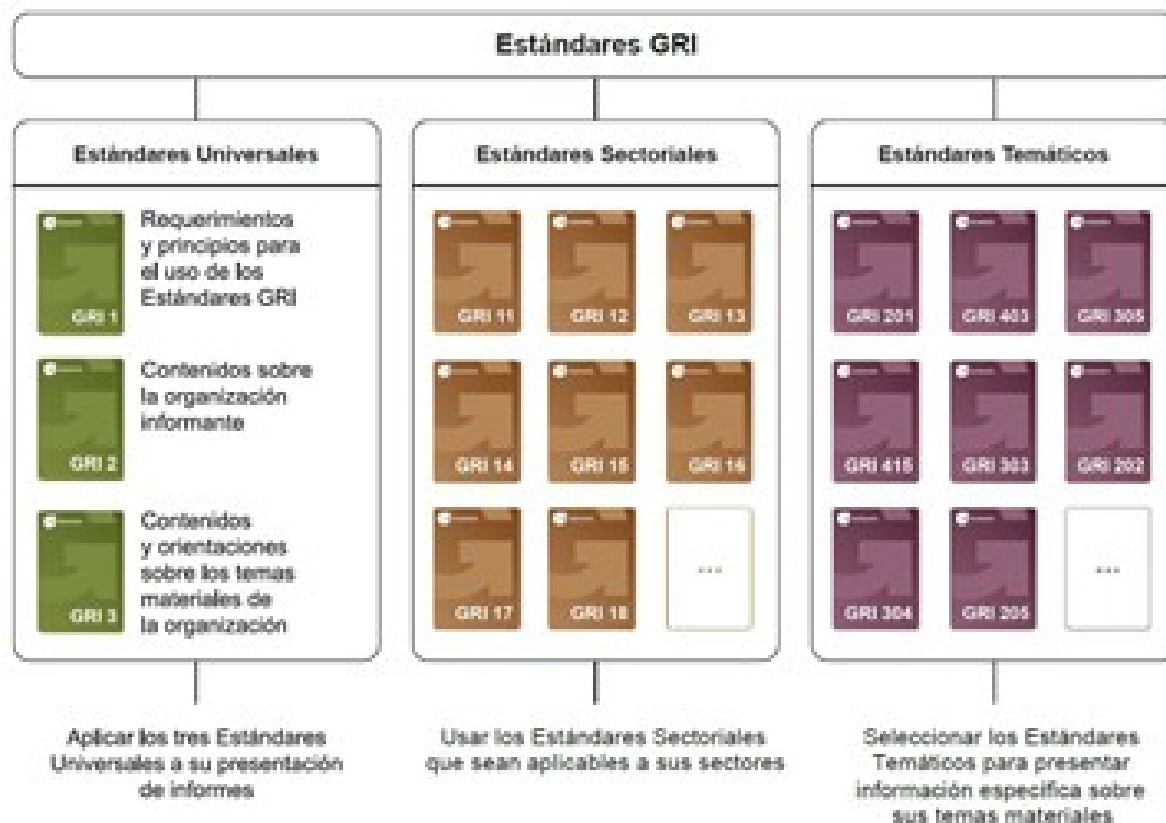 Estándares GRI
Estándares Universales
GRI 1
Requerimientos
y principios para
el uso de los
Estándares GRI
GRI 2
Contenidos sobre
la organización
informante
GRI 3
Contenidos
y orientaciones
sobre los temas
materiales de
la organización
Aplicar los tres Estándares
Universales a su presentación
de informes
Estándares Sectoriales
GRI 11 GRI 12 GRI 13
GRI 14 GRI 15 GRI 16
GRI 17 GRI 18 ...
Usar los Estándares Sectoriales
que sean aplicables a sus sectores
Estándares Temáticos
GRI 201 GRI 403 GRI 305
GRI 415 GRI 303 GRI 202
GRI 304 GRI 205 ...
Seleccionar los Estándares
Temáticos para presentar
información específica sobre
sus temas materiales